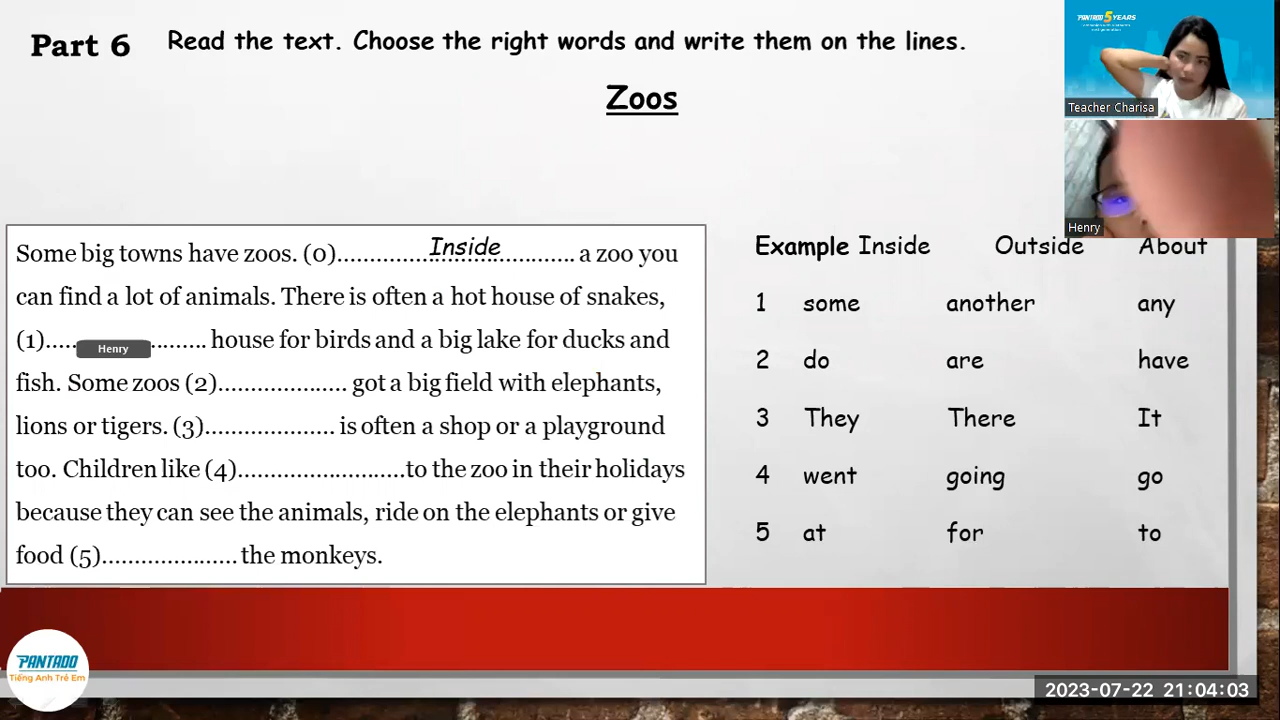 Part 6 Read the text. Choose the right words and write them on the lines.
Zoos
PANTADO 5 YEARS
Teacher Charisa
Henry
Some big towns have zoos. (0)......Inside...... a zoo you
can find a lot of animals. There is often a hot house of snakes,
(1)..... Henry ......... house for birds and a big lake for ducks and
fish. Some zoos (2).................... got a big field with elephants,
lions or tigers. (3).................... is often a shop or a playground
too. Children like (4).........................to the zoo in their holidays
because they can see the animals, ride on the elephants or give
food (5)..................... the monkeys.
Example Inside Outside About
1 some another any
2 do are have
3 They There It
4 went going go
5 at for to
PANTADO
Tiếng Anh Trẻ Em
2023-07-22 21:04:03